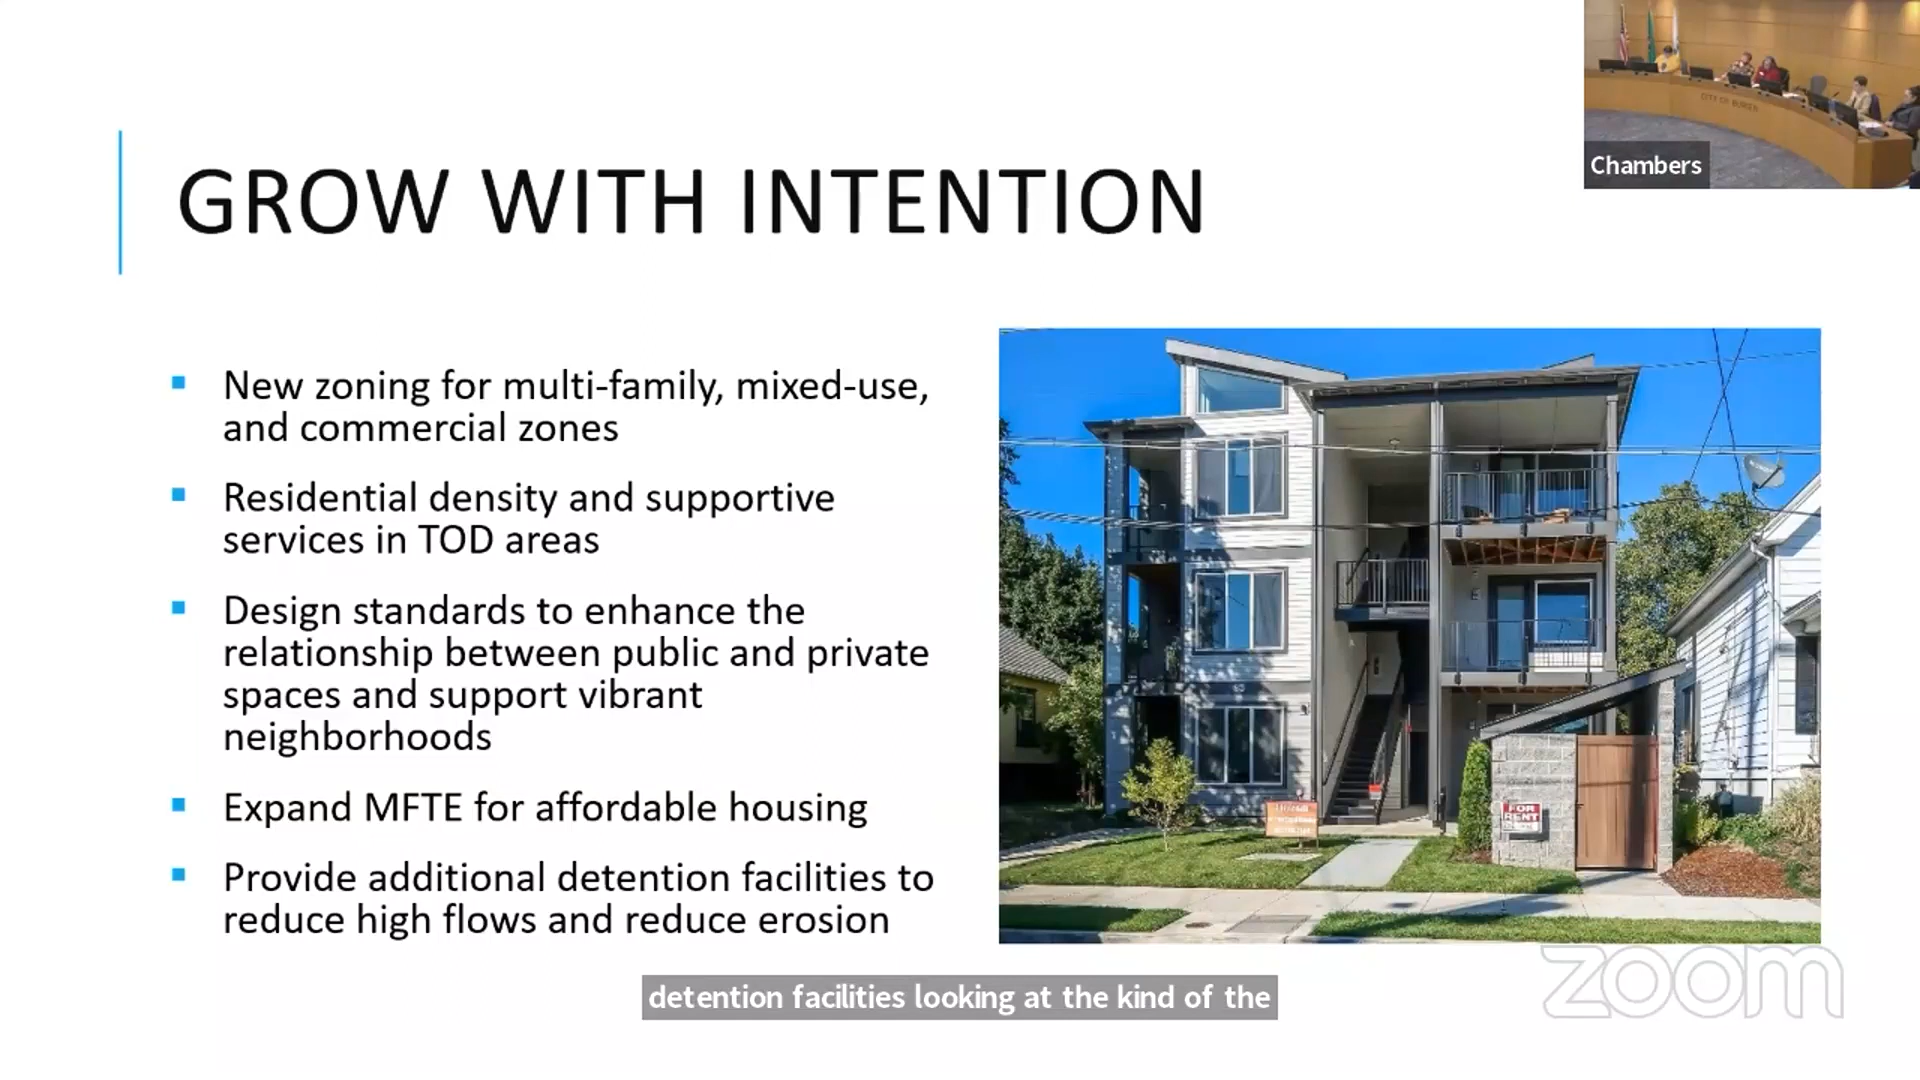 GROW WITH INTENTION
New zoning for multi-family, mixed-use,
and commercial zones
Residential density and supportive
services in TOD areas
Design standards to enhance the
relationship between public and private
spaces and support vibrant
neighborhoods
Expand MFTE for affordable housing
Provide additional detention facilities to
reduce high flows and reduce erosion
CITY OF BURIEN
Chambers
FOR
RENT
detention facilities looking at the kind of the
zoom